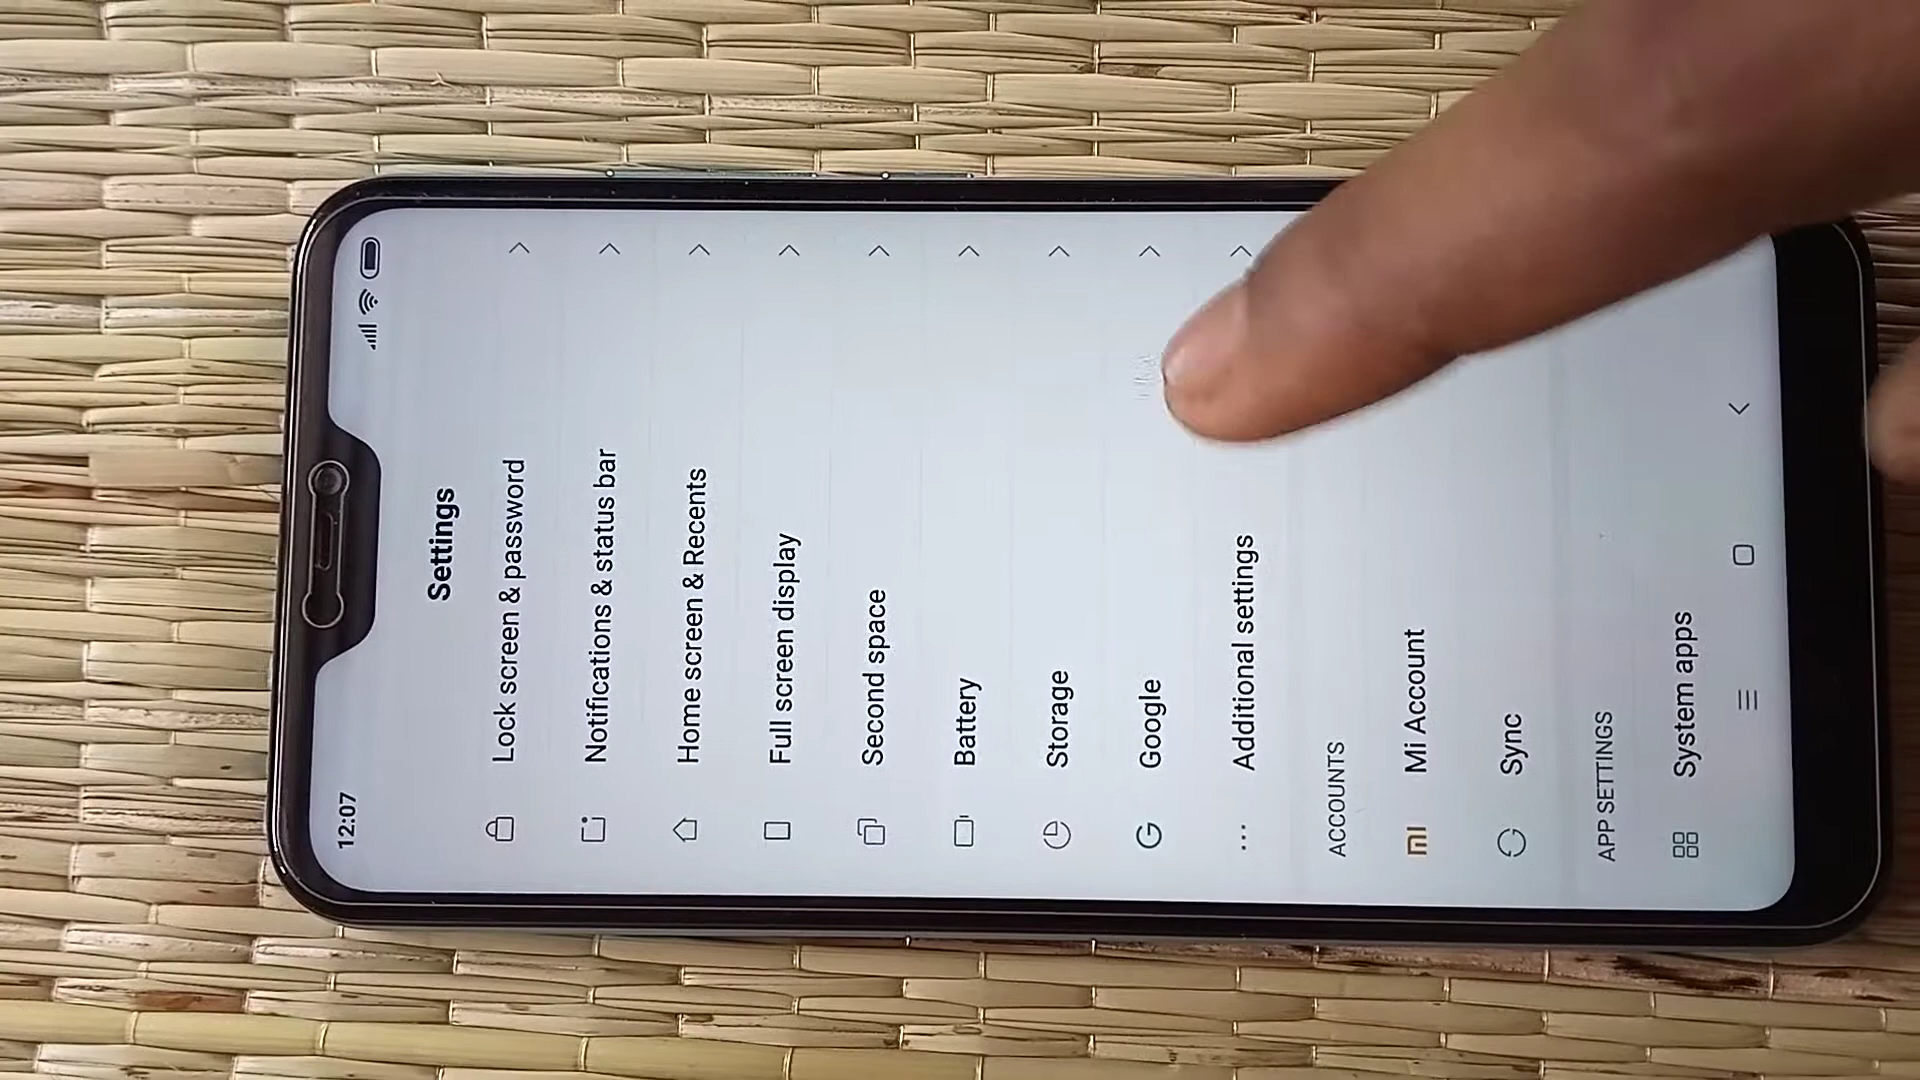 12:07
Settings
Lock screen & password
Notifications & status bar
Home screen & Recents
Full screen display
Second space
Battery
Storage
Google
Additional settings
ACCOUNTS
Mi Account
Sync
APP SETTINGS
System apps